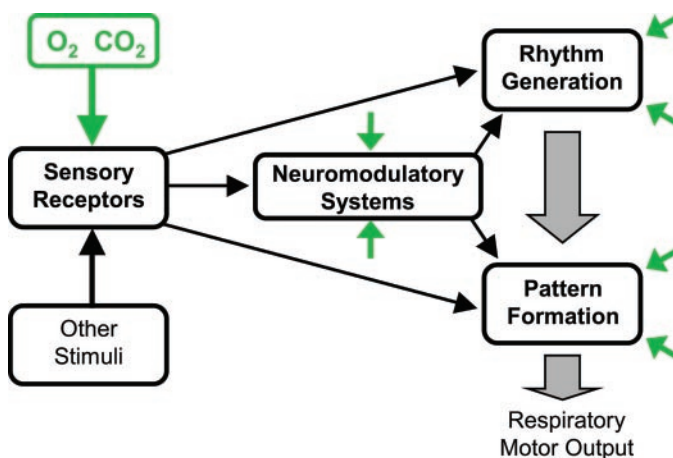 O₂ CO₂
Rhythm
Generation
Sensory
Receptors
Neuromodulatory
Systems
Pattern
Formation
Other
Stimuli
Respiratory
Motor Output